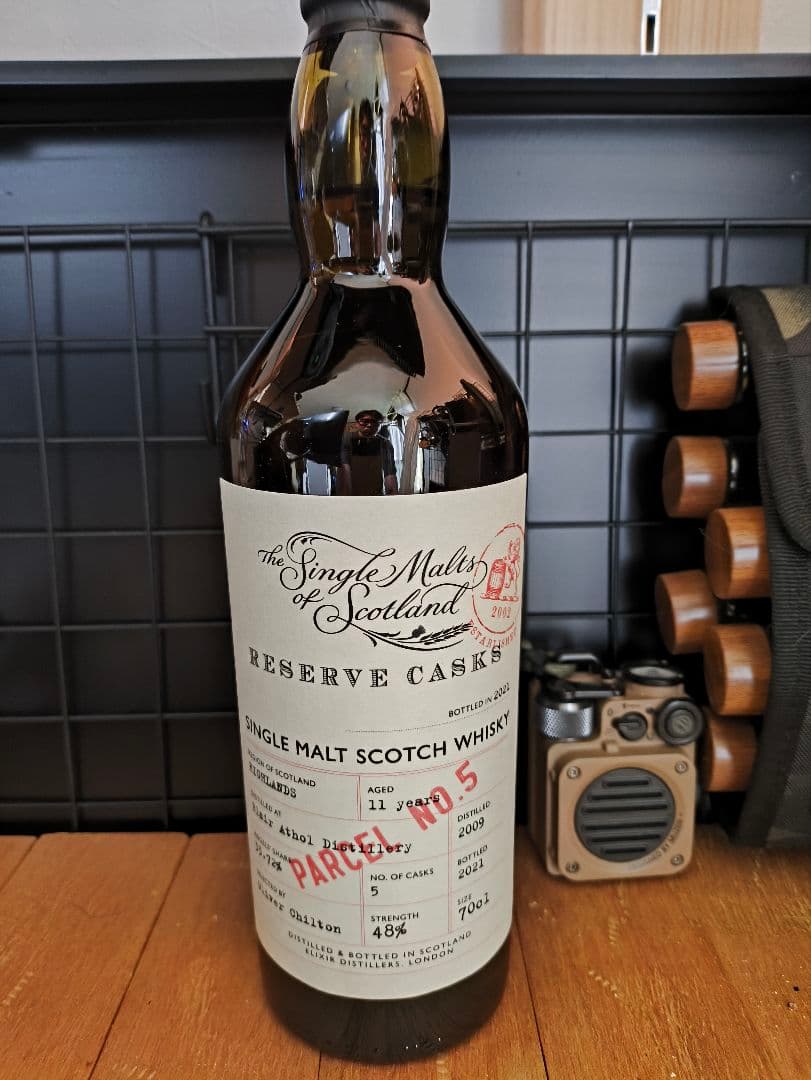 The Single Malts
of Scotland
2002
ESTABLISHED
RESERVE CASKS
BOTTLED IN 2021
SINGLE MALT SCOTCH WHISKY
REGION OF SCOTLAND
HIGHLANDS
AGED
11 years
DISTILLED AT
Blair Athol Distillery
DISTILLED
2009
PARCEL NO.5
NO. OF CASKS
5
BOTTLED
2021
SELECTED BY
Oliver Chilton
STRENGTH
48%
SIZE
70cl
DISTILLED & BOTTLED IN SCOTLAND
ELIXIR DISTILLERS, LONDON